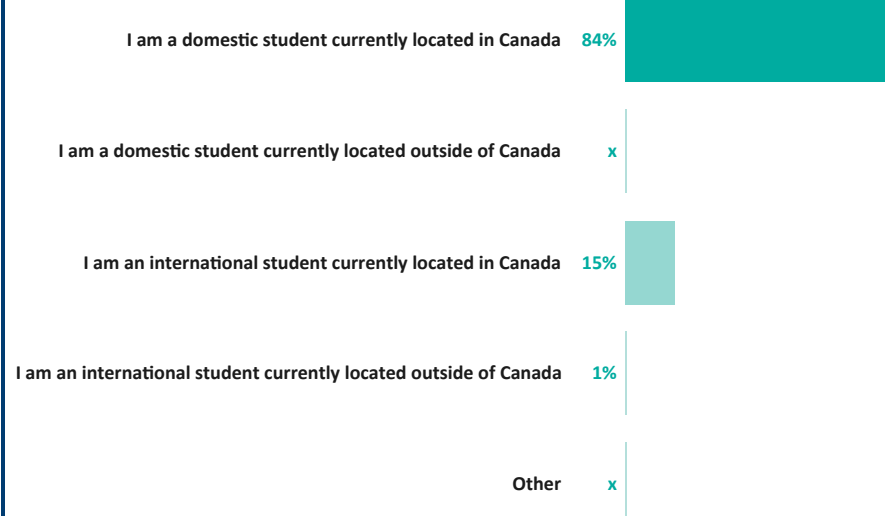 I am a domestic student currently located in Canada 84%
I am a domestic student currently located outside of Canada x
I am an international student currently located in Canada 15%
I am an international student currently located outside of Canada 1%
Other x